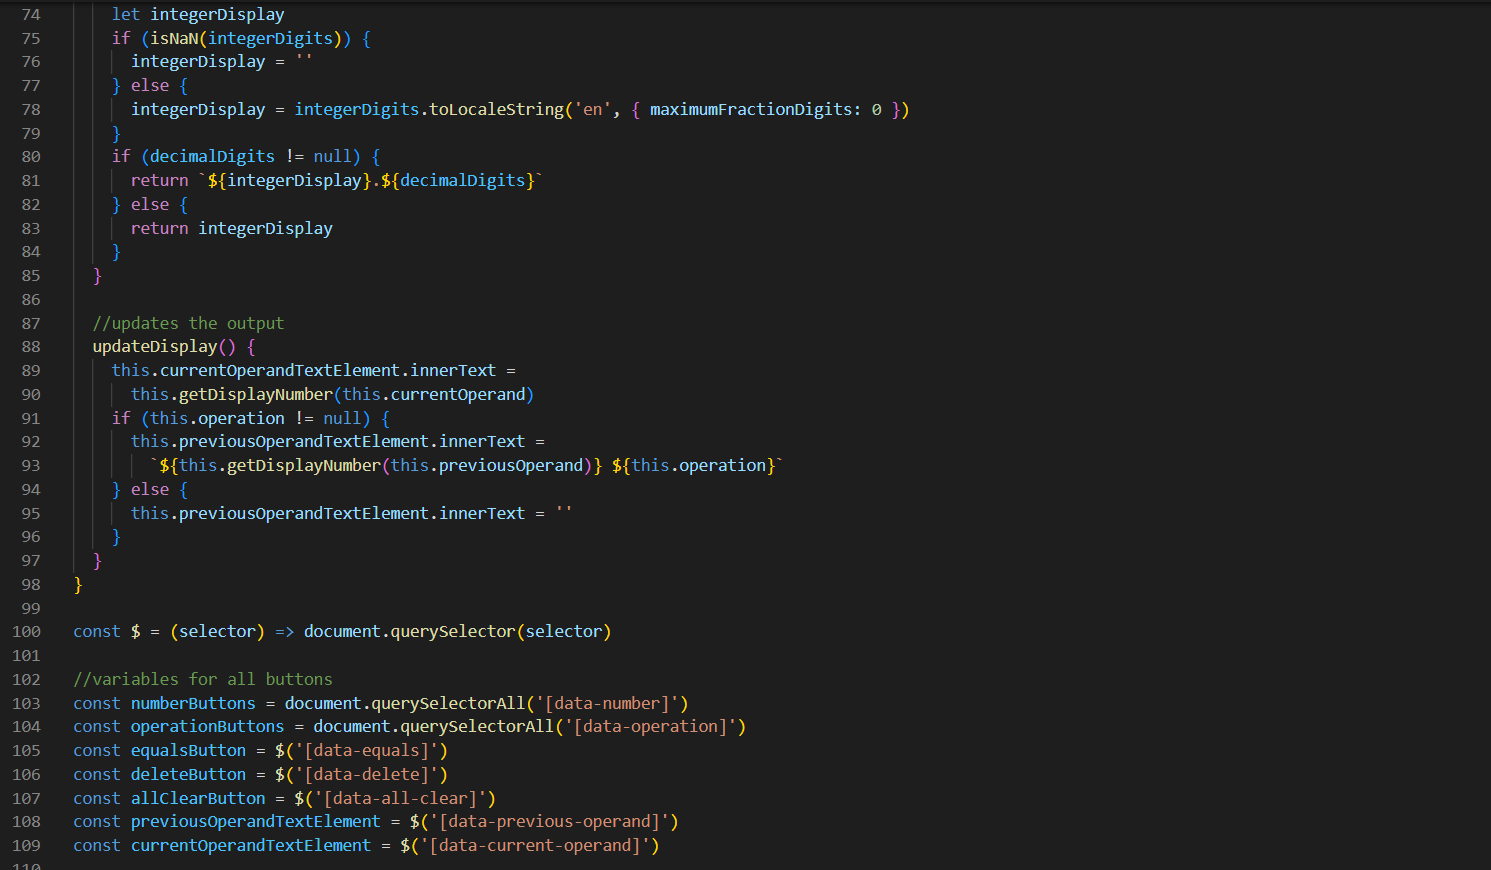 74 let integerDisplay
75 if (isNaN(integerDigits)) {
76 integerDisplay = ''
77 } else {
78 integerDisplay = integerDigits.toLocaleString('en', { maximumFractionDigits: 0 })
79 }
80 if (decimalDigits != null) {
81 return `${integerDisplay}.${decimalDigits}`
82 } else {
83 return integerDisplay
84 }
85 }
86
87 //updates the output
88 updateDisplay() {
89 this.currentOperandTextElement.innerText =
90 this.getDisplayNumber(this.currentOperand)
91 if (this.operation != null) {
92 this.previousOperandTextElement.innerText =
93 `${this.getDisplayNumber(this.previousOperand)} ${this.operation}`
94 } else {
95 this.previousOperandTextElement.innerText = ''
96 }
97 }
98 }
99
100 const $ = (selector) => document.querySelector(selector)
101
102 //variables for all buttons
103 const numberButtons = document.querySelectorAll('[data-number]')
104 const operationButtons = document.querySelectorAll('[data-operation]')
105 const equalsButton = $('[data-equals]')
106 const deleteButton = $('[data-delete]')
107 const allClearButton = $('[data-all-clear]')
108 const previousOperandTextElement = $('[data-previous-operand]')
109 const currentOperandTextElement = $('[data-current-operand]')
110